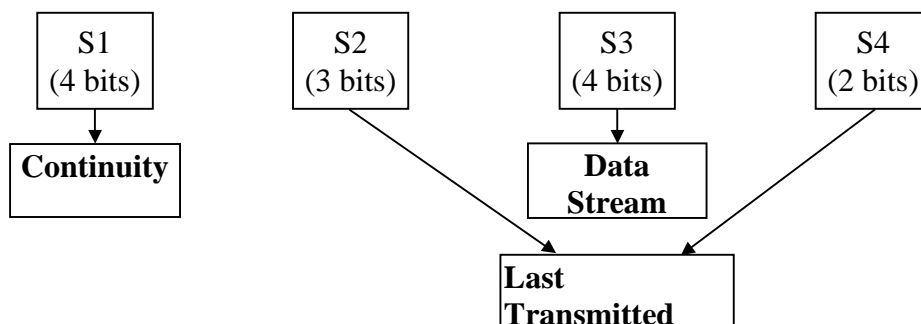 S1
(4 bits)
S2
(3 bits)
S3
(4 bits)
S4
(2 bits)
Continuity
Data
Stream
Last
Transmitted